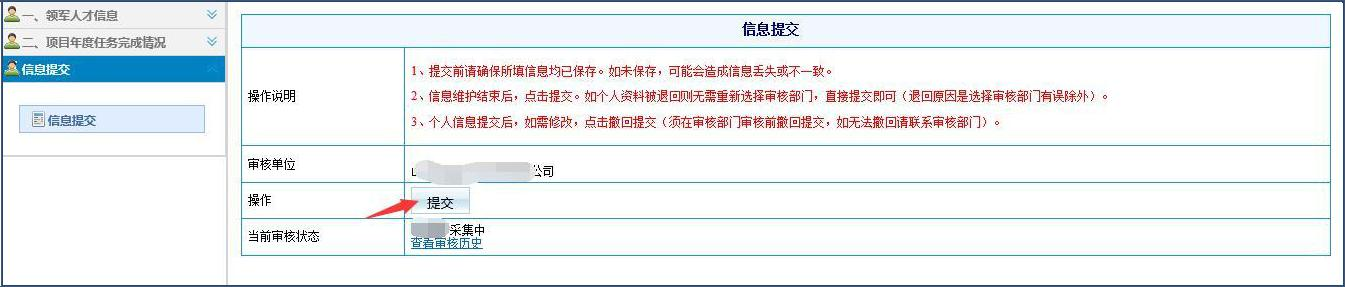 一、领军人才信息
二、项目年度任务完成情况
信息提交
信息提交
信息提交
操作说明
1、提交前请确保所填信息均已保存。如未保存，可能会造成信息丢失或不一致。
2、信息维护结束后，点击提交。如个人资料被退回则无需重新选择审核部门，直接提交即可（退回原因是选择审核部门有误除外）。
3、个人信息提交后，如需修改，点击撤回提交（须在审核部门审核前撤回提交，如无法撤回请联系审核部门）。
审核单位
公司
操作
提交
当前审核状态
采集中
查看审核历史